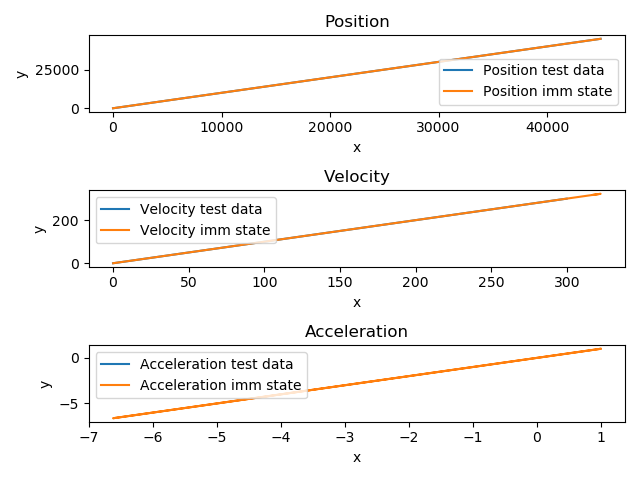 Position
y
25000
0
Position test data
Position imm state
0 10000 20000 30000 40000
x
Velocity
y
200
0
Velocity test data
Velocity imm state
0 50 100 150 200 250 300
x
Acceleration
y
0
−5
Acceleration test data
Acceleration imm state
−7 −6 −5 −4 −3 −2 −1 0 1
x